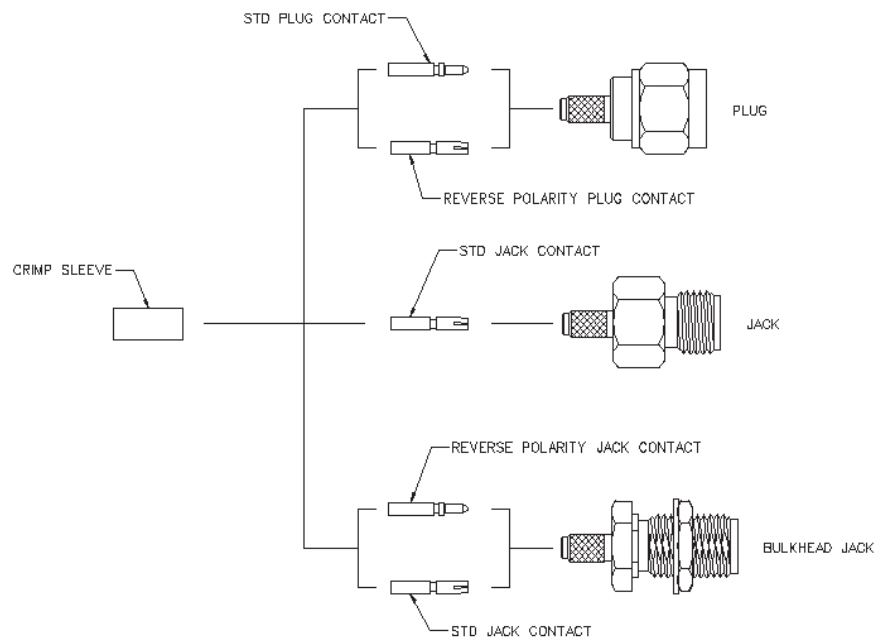 STD PLUG CONTACT
PLUG
REVERSE POLARITY PLUG CONTACT
STD JACK CONTACT
CRIMP SLEEVE
JACK
REVERSE POLARITY JACK CONTACT
BULKHEAD JACK
STD JACK CONTACT